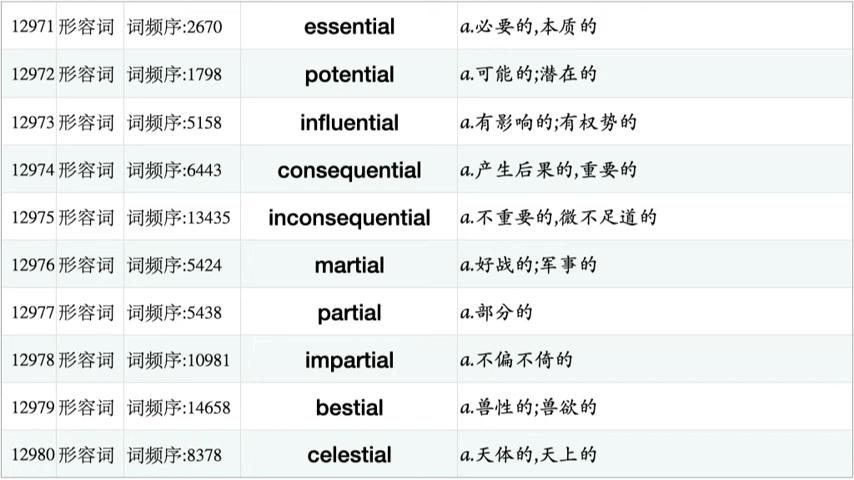 12971 形容词 词频序:2670 essential a.必要的,本质的
12972 形容词 词频序:1798 potential a.可能的;潜在的
12973 形容词 词频序:5158 influential a.有影响的;有权势的
12974 形容词 词频序:6443 consequential a.产生后果的,重要的
12975 形容词 词频序:13435 inconsequential a.不重要的,微不足道的
12976 形容词 词频序:5424 martial a.好战的;军事的
12977 形容词 词频序:5438 partial a.部分的
12978 形容词 词频序:10981 impartial a.不偏不倚的
12979 形容词 词频序:14658 bestial a.兽性的;兽欲的
12980 形容词 词频序:8378 celestial a.天体的,天上的